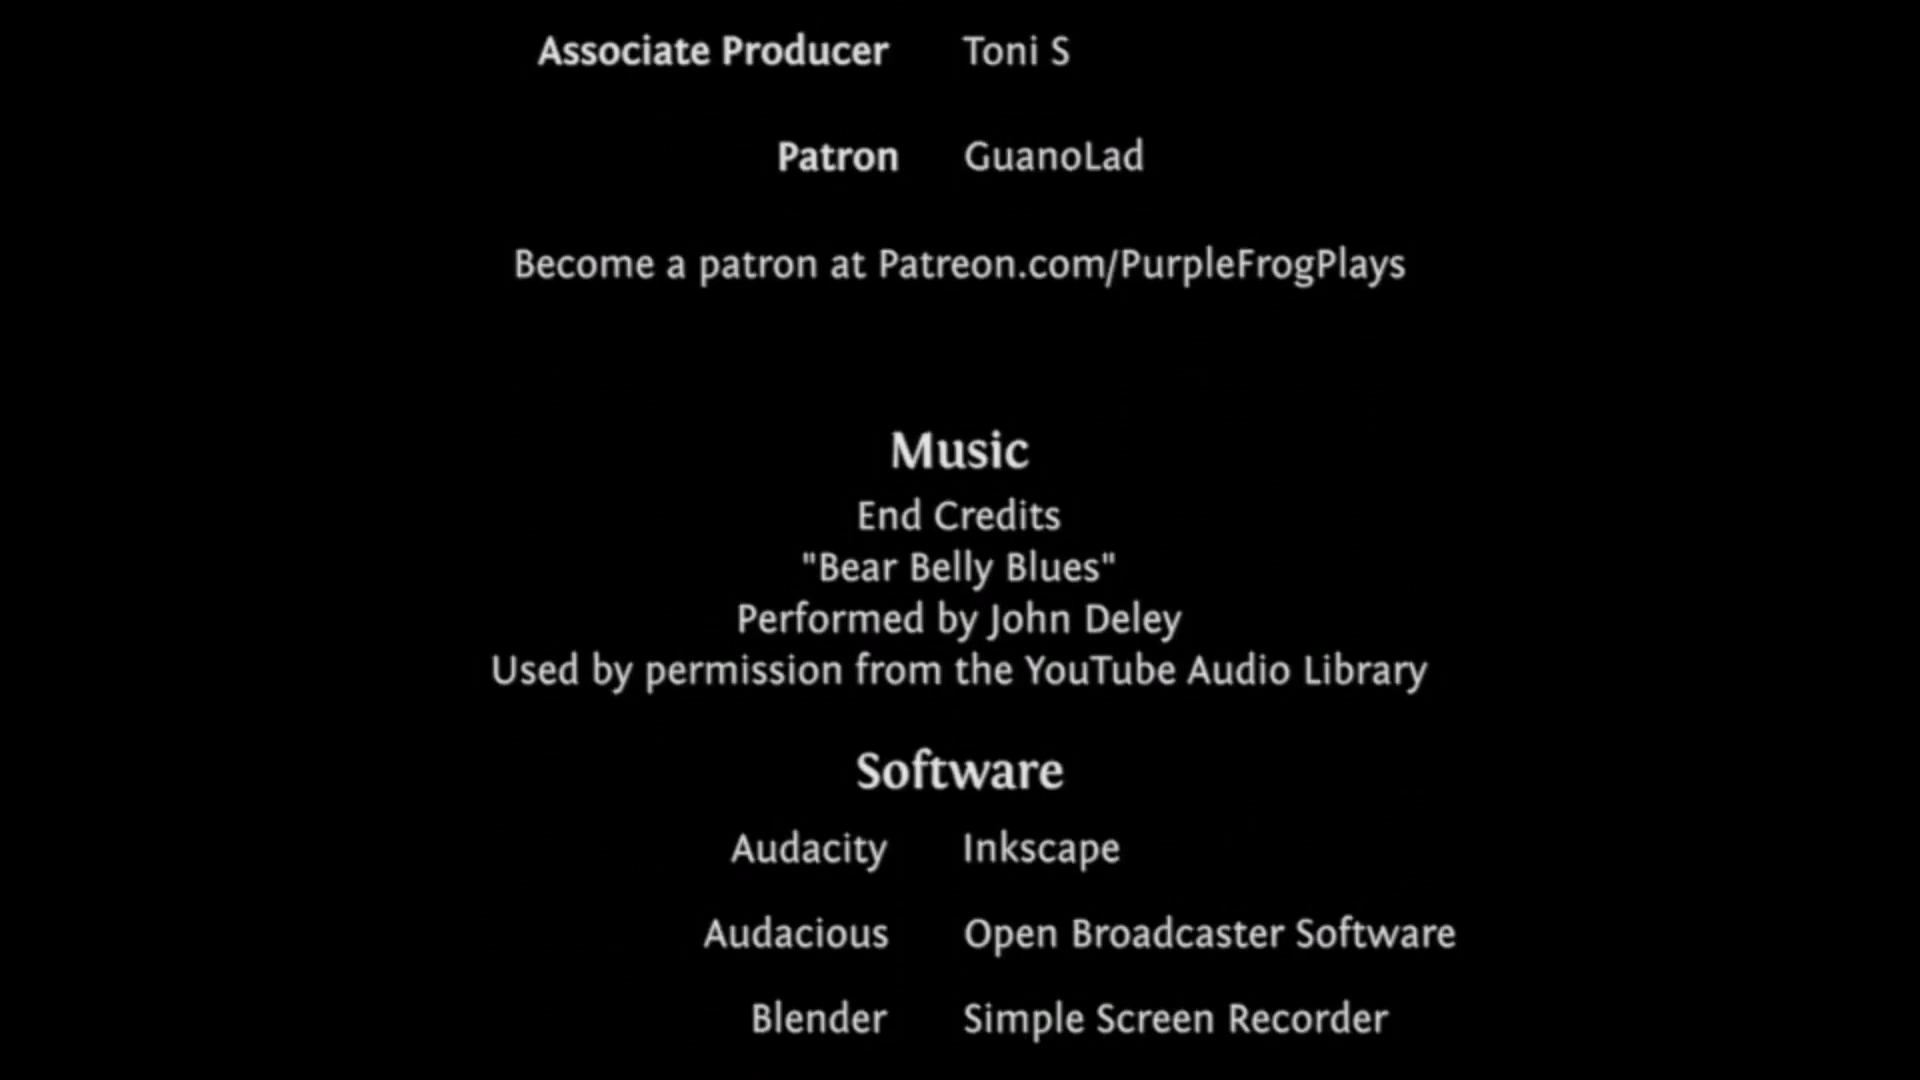 Associate Producer Toni S
Patron GuanoLad
Become a patron at Patreon.com/PurpleFrogPlays
Music
End Credits
"Bear Belly Blues"
Performed by John Deley
Used by permission from the YouTube Audio Library
Software
Audacity Inkscape
Audacious Open Broadcaster Software
Blender Simple Screen Recorder